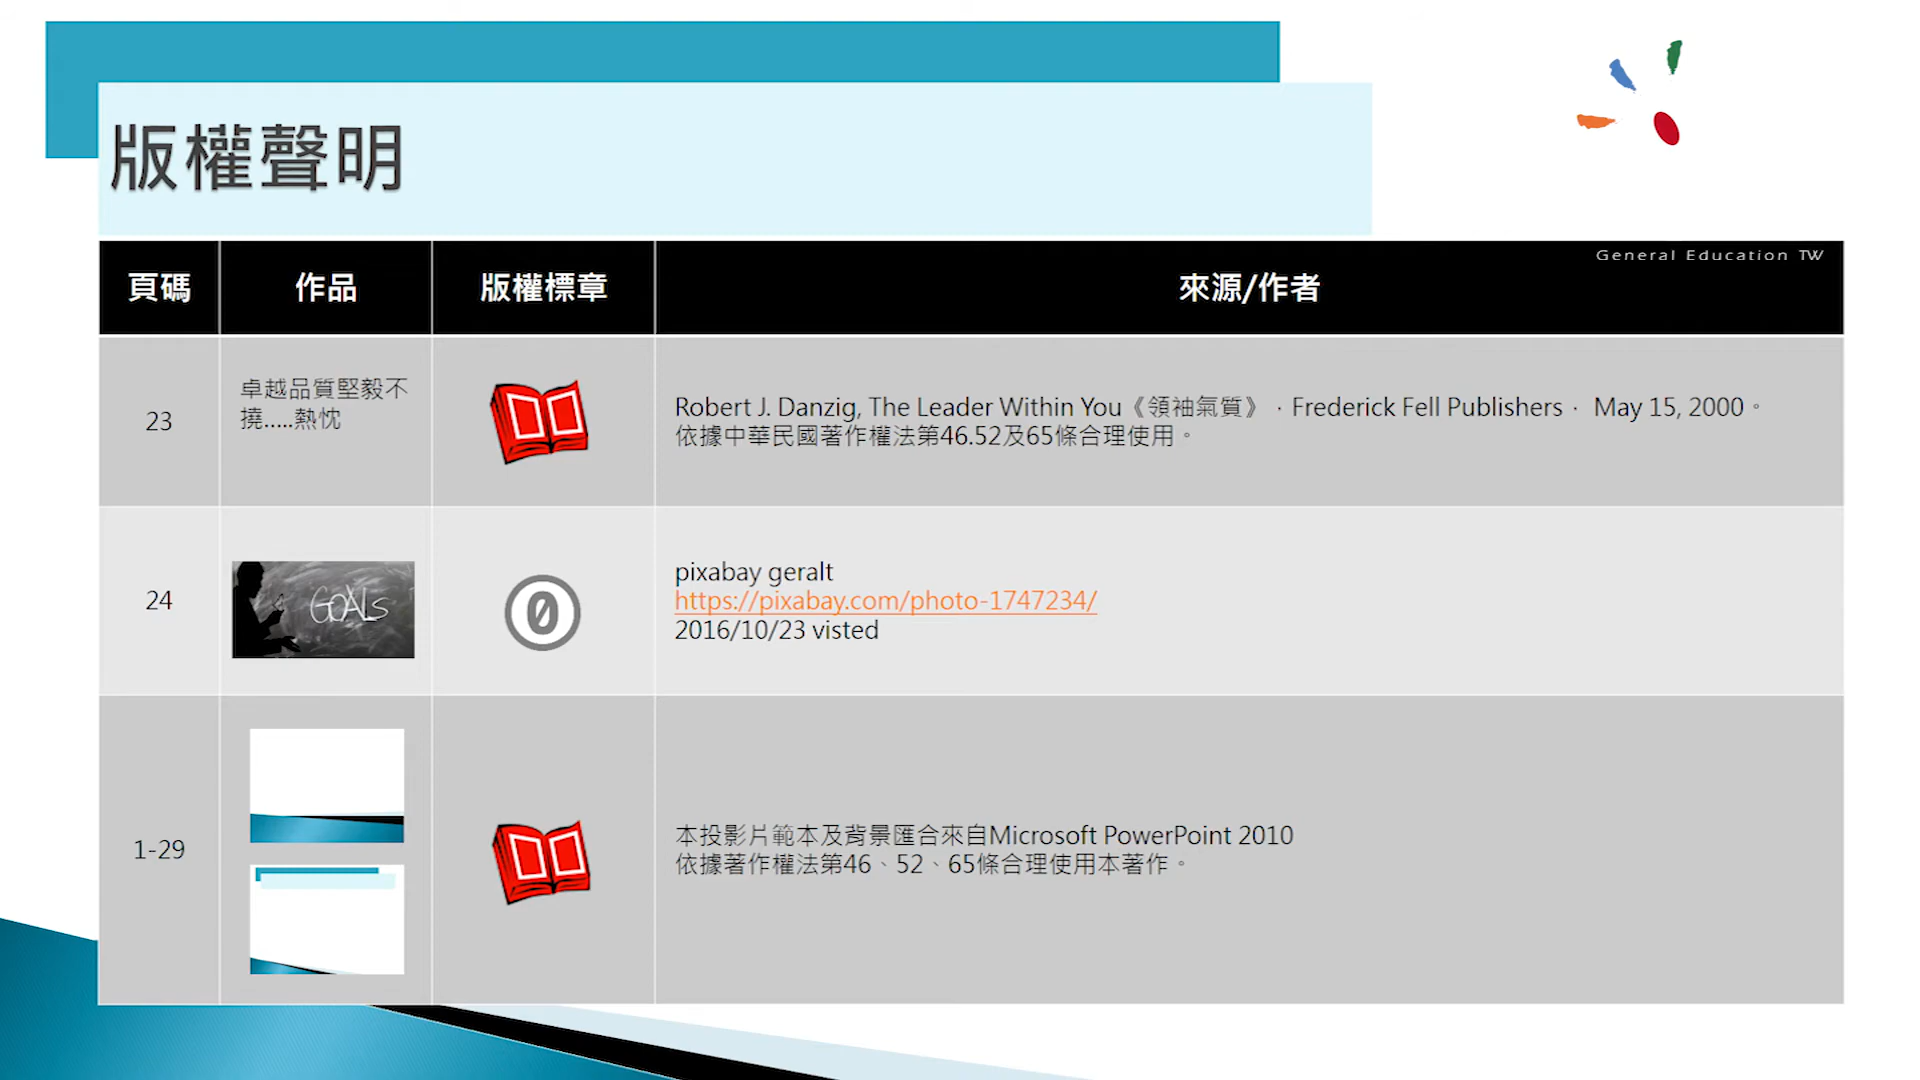 版權聲明
General Education TW
頁碼
作品
版權標章
來源/作者
23
卓越品質堅毅不
撓.....熱忱
Robert J. Danzig, The Leader Within You《領袖氣質》,Frederick Fell Publishers, May 15, 2000。
依據中華民國著作權法第46.52及65條合理使用。
24
GOALS
0
pixabay geralt
https://pixabay.com/photo-1747234/
2016/10/23 visted
1-29
本投影片範本及背景匯合來自Microsoft PowerPoint 2010
依據著作權法第46、52、65條合理使用本著作。